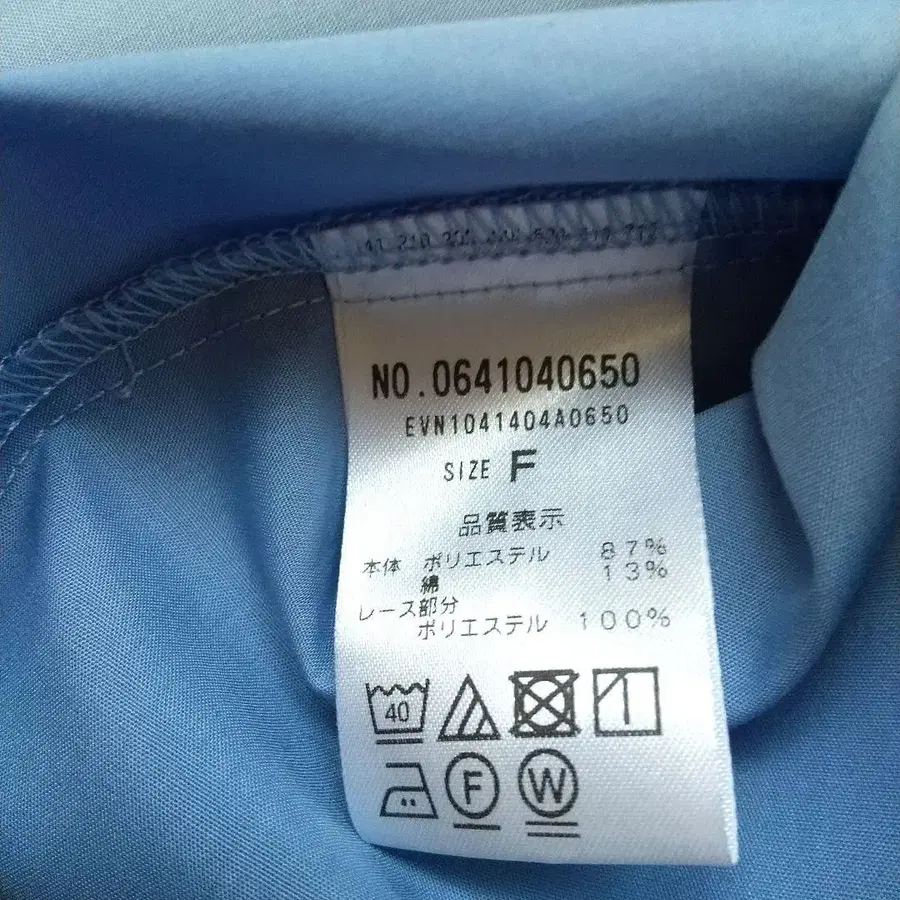 NO.0641040650
EVN1041404A0650
SIZE F
品質表示
本体 ポリエステル 87%
綿 13%
レース部分
ポリエステル 100%
40
F
W